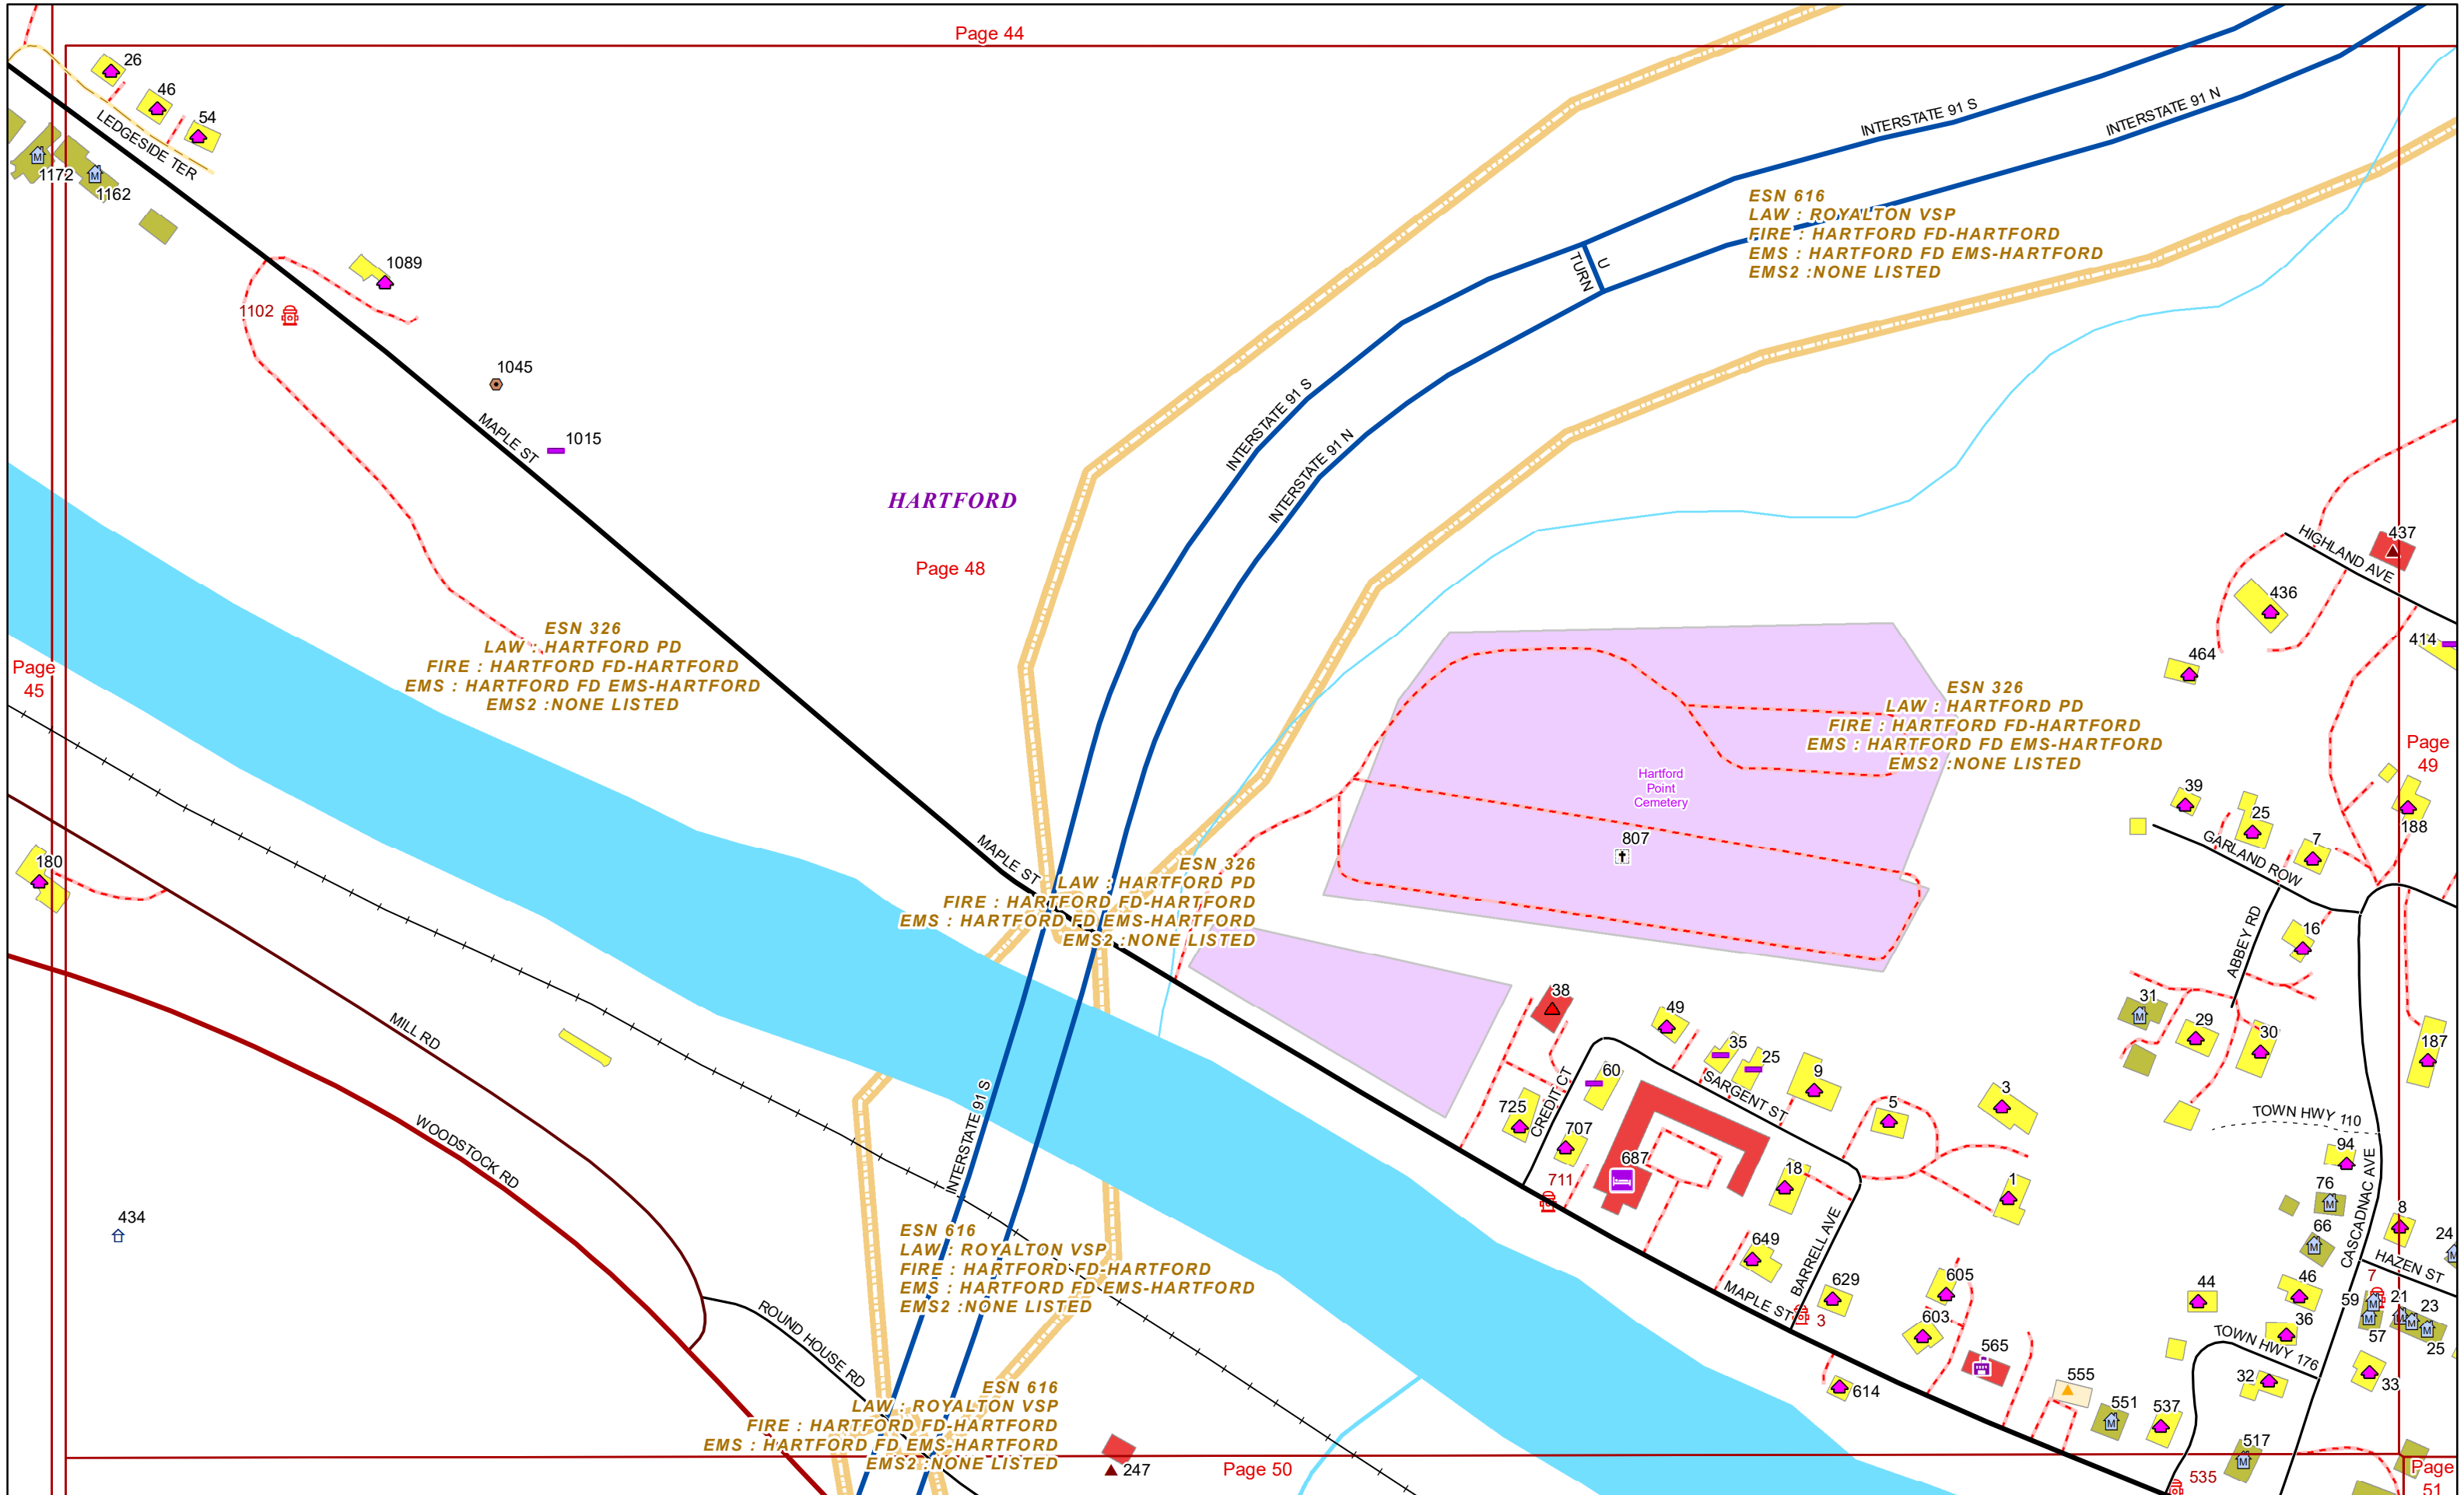 Page 44
26
46
54
LEDGESIDE TER
1172
1162
1089
1102
1045
MAPLE ST
1015
INTERSTATE 91 S
INTERSTATE 91 N
ESN 616
LAW : ROYALTON VSP
FIRE : HARTFORD FD-HARTFORD
EMS : HARTFORD FD EMS-HARTFORD
EMS2 :NONE LISTED
U
TURN
INTERSTATE 91 S
INTERSTATE 91 N
HARTFORD
Page 48
ESN 326
LAW : HARTFORD PD
FIRE : HARTFORD FD-HARTFORD
EMS : HARTFORD FD EMS-HARTFORD
EMS2 :NONE LISTED
Page
45
HIGHLAND AVE
437
436
414
464
ESN 326
LAW : HARTFORD PD
FIRE : HARTFORD FD-HARTFORD
EMS : HARTFORD FD EMS-HARTFORD
EMS2 :NONE LISTED
Page
49
Hartford
Point
Cemetery
807
39
25
7
188
GARLAND ROW
180
MAPLE ST
ESN 326
LAW : HARTFORD PD
FIRE : HARTFORD FD-HARTFORD
EMS : HARTFORD FD EMS-HARTFORD
EMS2 :NONE LISTED
ABBEY RD
16
31
29
30
187
38
49
35
25
9
60
SARGENT ST
5
3
725
CREDIT CT
707
711
687
18
1
TOWN HWY 110
94
76
66
8
24
CASCADNAC AVE
HAZEN ST
MILL RD
WOODSTOCK RD
434
INTERSTATE 91 S
ESN 616
LAW : ROYALTON VSP
FIRE : HARTFORD FD-HARTFORD
EMS : HARTFORD FD EMS-HARTFORD
EMS2 :NONE LISTED
ROUND HOUSE RD
ESN 616
LAW : ROYALTON VSP
FIRE : HARTFORD FD-HARTFORD
EMS : HARTFORD FD EMS-HARTFORD
EMS2 :NONE LISTED
649
BARRELL AVE
MAPLE ST
629
3
605
603
614
565
555
551
537
44
46
7
59
21
23
57
25
36
TOWN HWY 176
32
33
517
535
247
Page 50
Page
51